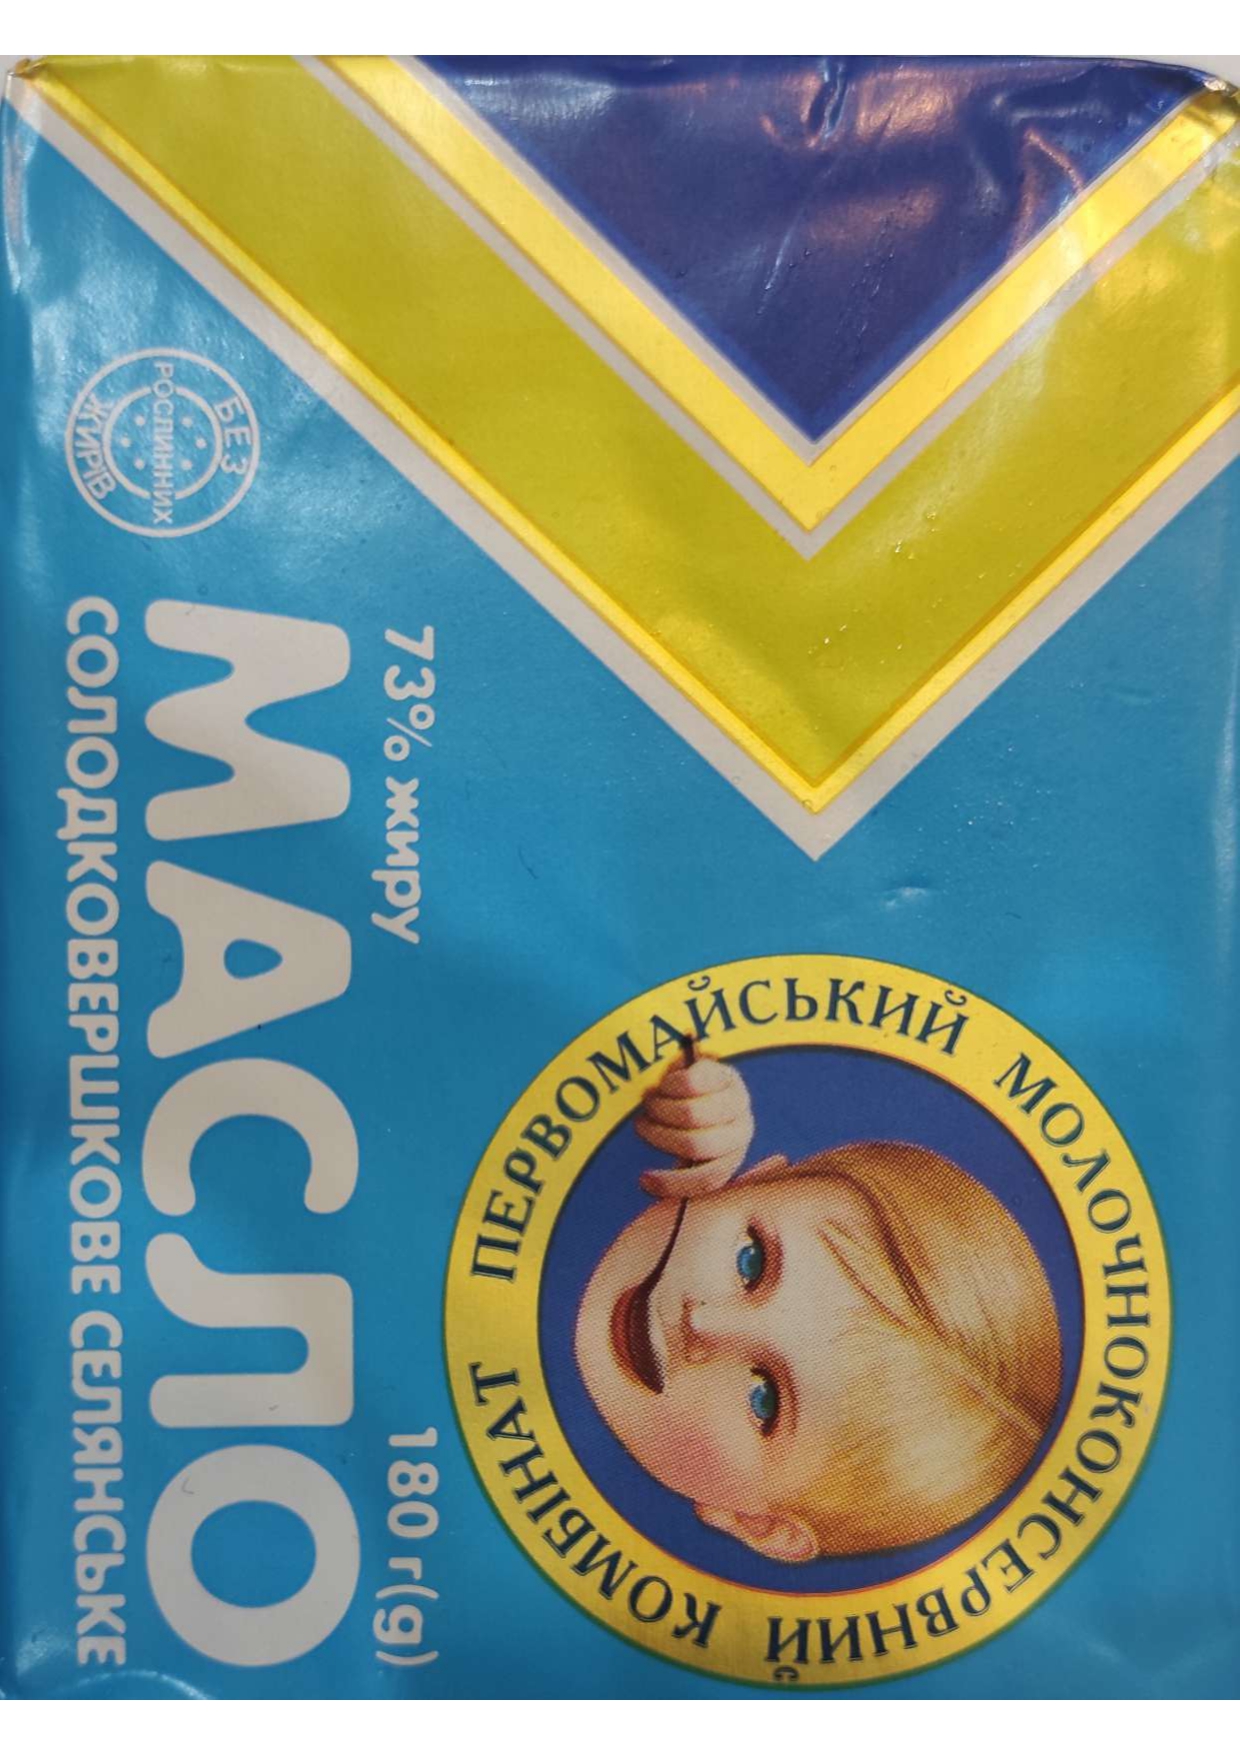 ПЕРВОМАЙСЬКИЙ МОЛОЧНОКОНСЕРВНИЙ КОМБІНАТ
73% жиру
180 г(g)
БЕЗ
РОСЛИННИХ
ЖИРІВ
МАСЛО
СОЛОДКОВЕРШКОВЕ СЕЛЯНСЬКЕ